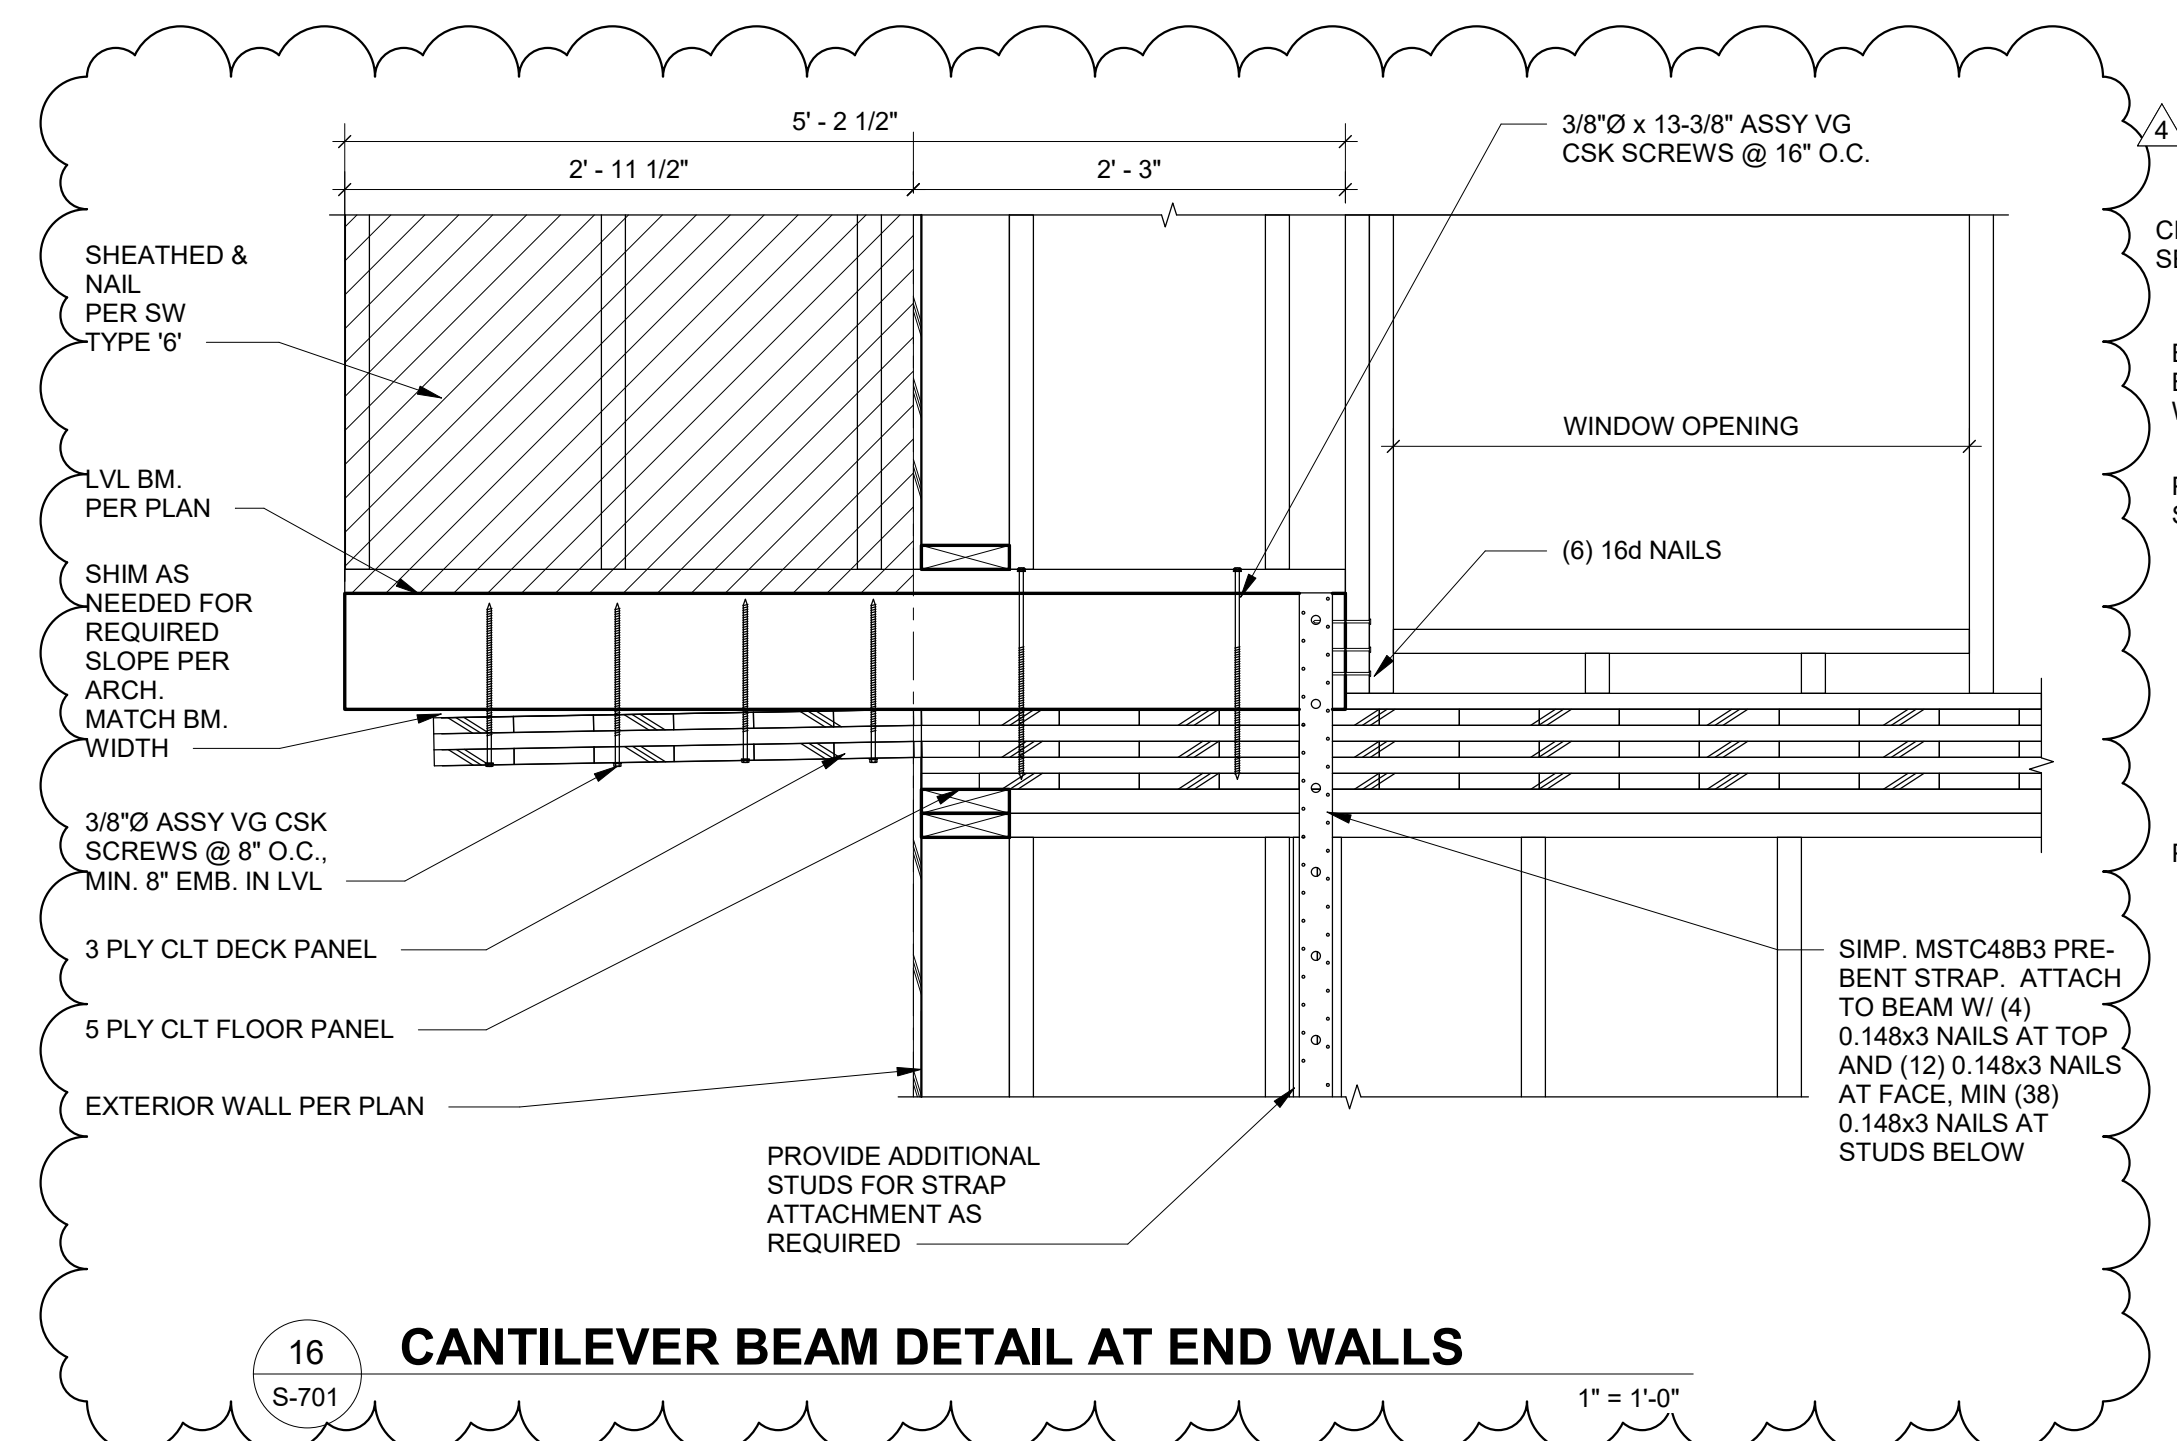 5' - 2 1/2"
2' - 11 1/2"
2' - 3"
3/8"Ø x 13-3/8" ASSY VG
CSK SCREWS @ 16" O.C.
4
SHEATHED &
NAIL
PER SW
TYPE '6'
WINDOW OPENING
LVL BM.
PER PLAN
(6) 16d NAILS
SHIM AS
NEEDED FOR
REQUIRED
SLOPE PER
ARCH.
MATCH BM.
WIDTH
3/8"Ø ASSY VG CSK
SCREWS @ 8" O.C.,
MIN. 8" EMB. IN LVL
3 PLY CLT DECK PANEL
5 PLY CLT FLOOR PANEL
EXTERIOR WALL PER PLAN
SIMP. MSTC48B3 PRE-
BENT STRAP.  ATTACH
TO BEAM W/ (4)
0.148x3 NAILS AT TOP
AND (12) 0.148x3 NAILS
AT FACE, MIN (38)
0.148x3 NAILS AT
STUDS BELOW
PROVIDE ADDITIONAL
STUDS FOR STRAP
ATTACHMENT AS
REQUIRED
16
S-701
CANTILEVER BEAM DETAIL AT END WALLS
1" = 1'-0"